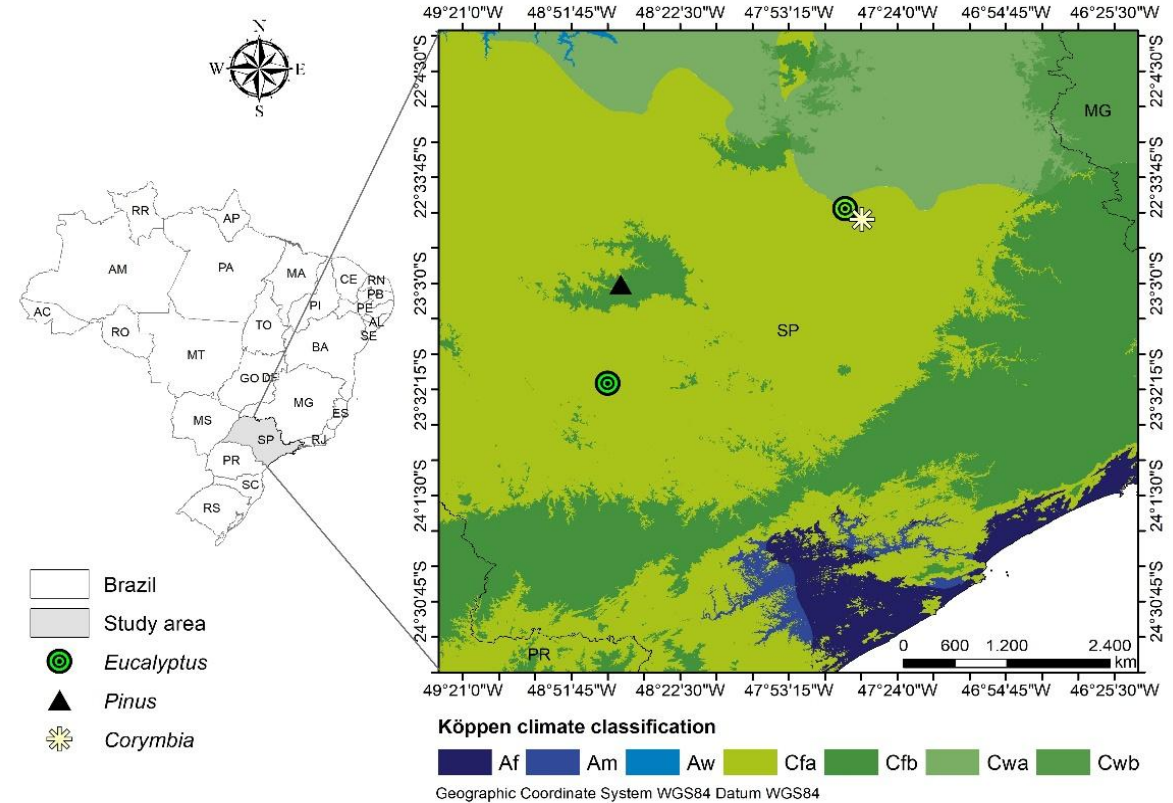 49°21'0"W 48°51'45"W 48°22'30"W 47°53'15"W 47°24'0"W 46°54'45"W 46°25'30"W
N
W E
S
22°4'30"S 22°4'30"S
MG
22°33'45"S 22°33'45"S
RR AP
AM PA MA CE RN
PB
PI PE
AC AL
RO TO SE
BA
MT
GO DF
MG
MS ES
SP RJ
PR
SC
RS
23°3'0"S 23°3'0"S
SP
23°32'15"S 23°32'15"S
24°1'30"S 24°1'30"S
24°30'45"S 24°30'45"S
PR
0 600 1.200 2.400
km
49°21'0"W 48°51'45"W 48°22'30"W 47°53'15"W 47°24'0"W 46°54'45"W 46°25'30"W
Brazil
Study area
Eucalyptus
Pinus
Corymbia
Köppen climate classification
Af Am Aw Cfa Cfb Cwa Cwb
Geographic Coordinate System WGS84 Datum WGS84